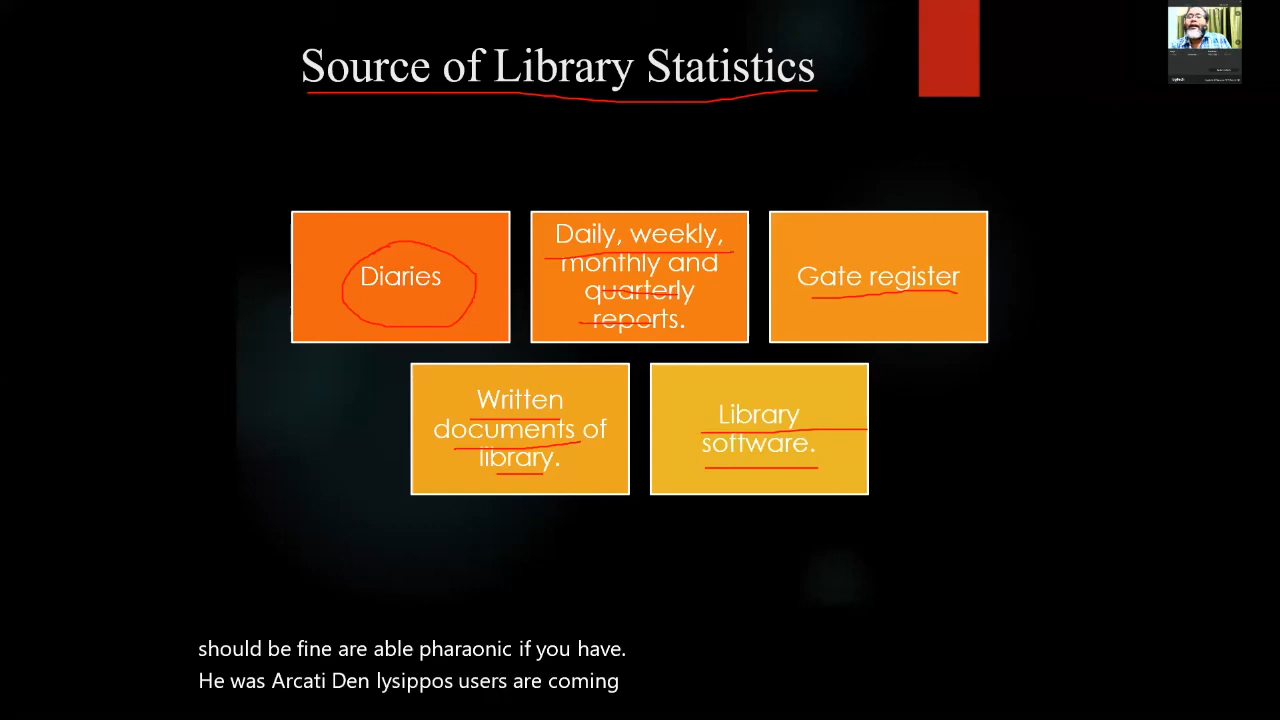 Source of Library Statistics
Diaries
Daily, weekly,
monthly and
quarterly
reports.
Gate register
Written
documents of
library.
Library
software.
should be fine are able pharaonic if you have.
He was Arcati Den lysippos users are coming